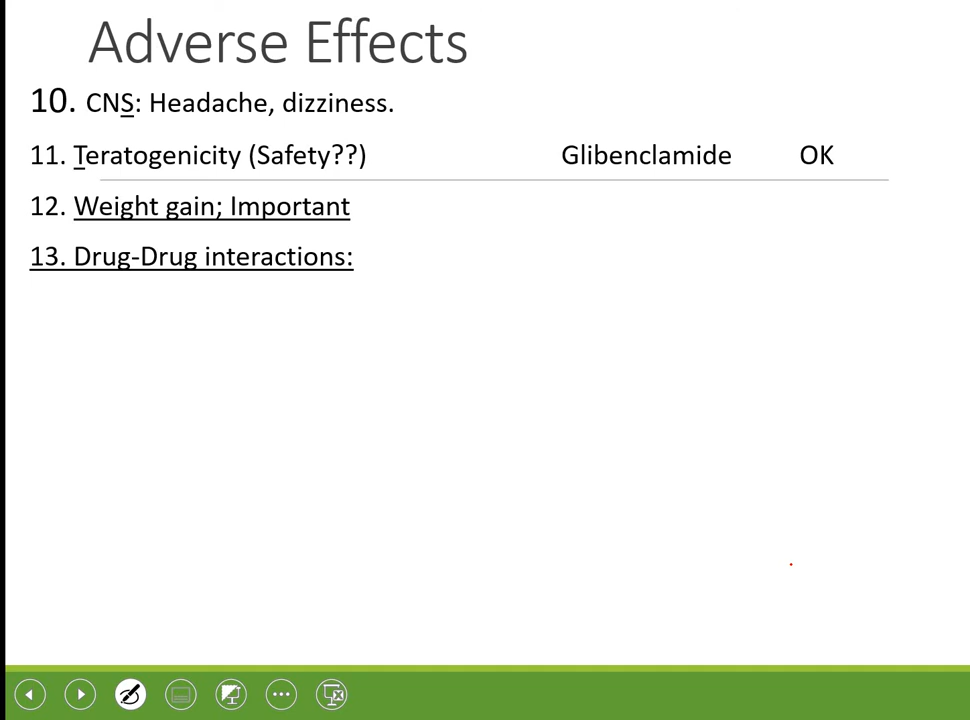 Adverse Effects
10. CNS: Headache, dizziness.
11. Teratogenicity (Safety??) Glibenclamide OK
12. Weight gain; Important
13. Drug-Drug interactions: